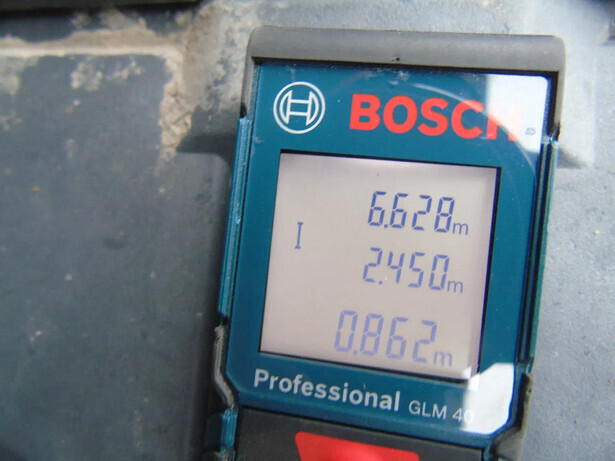 BOSCH
6.628m
I
2.450m
0.862m
Professional GLM 40